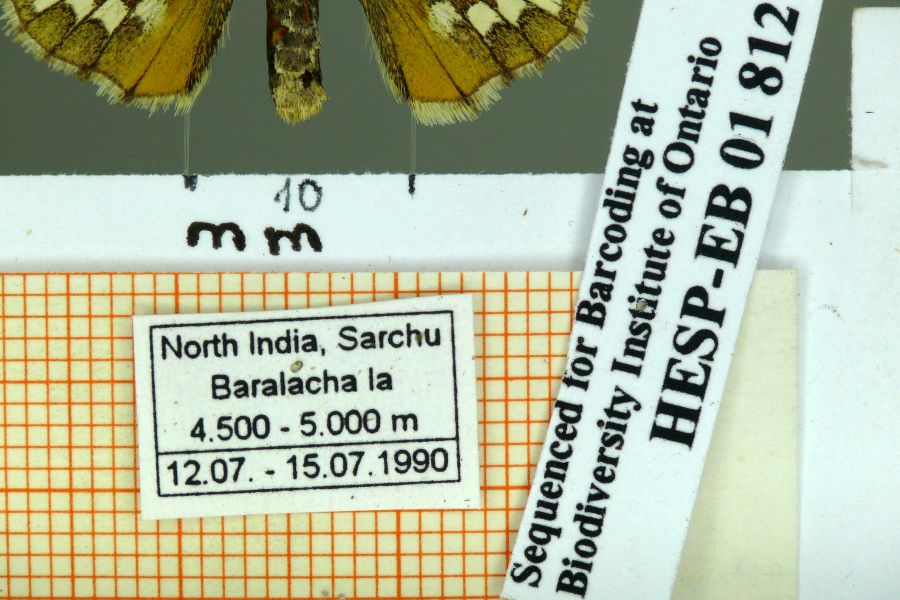 10
mm
North India, Sarchu
Baralacha la
4.500 - 5.000 m
12.07. - 15.07.1990
Sequenced for Barcoding at
Biodiversity Institute of Ontario
HESP-EB 01 812